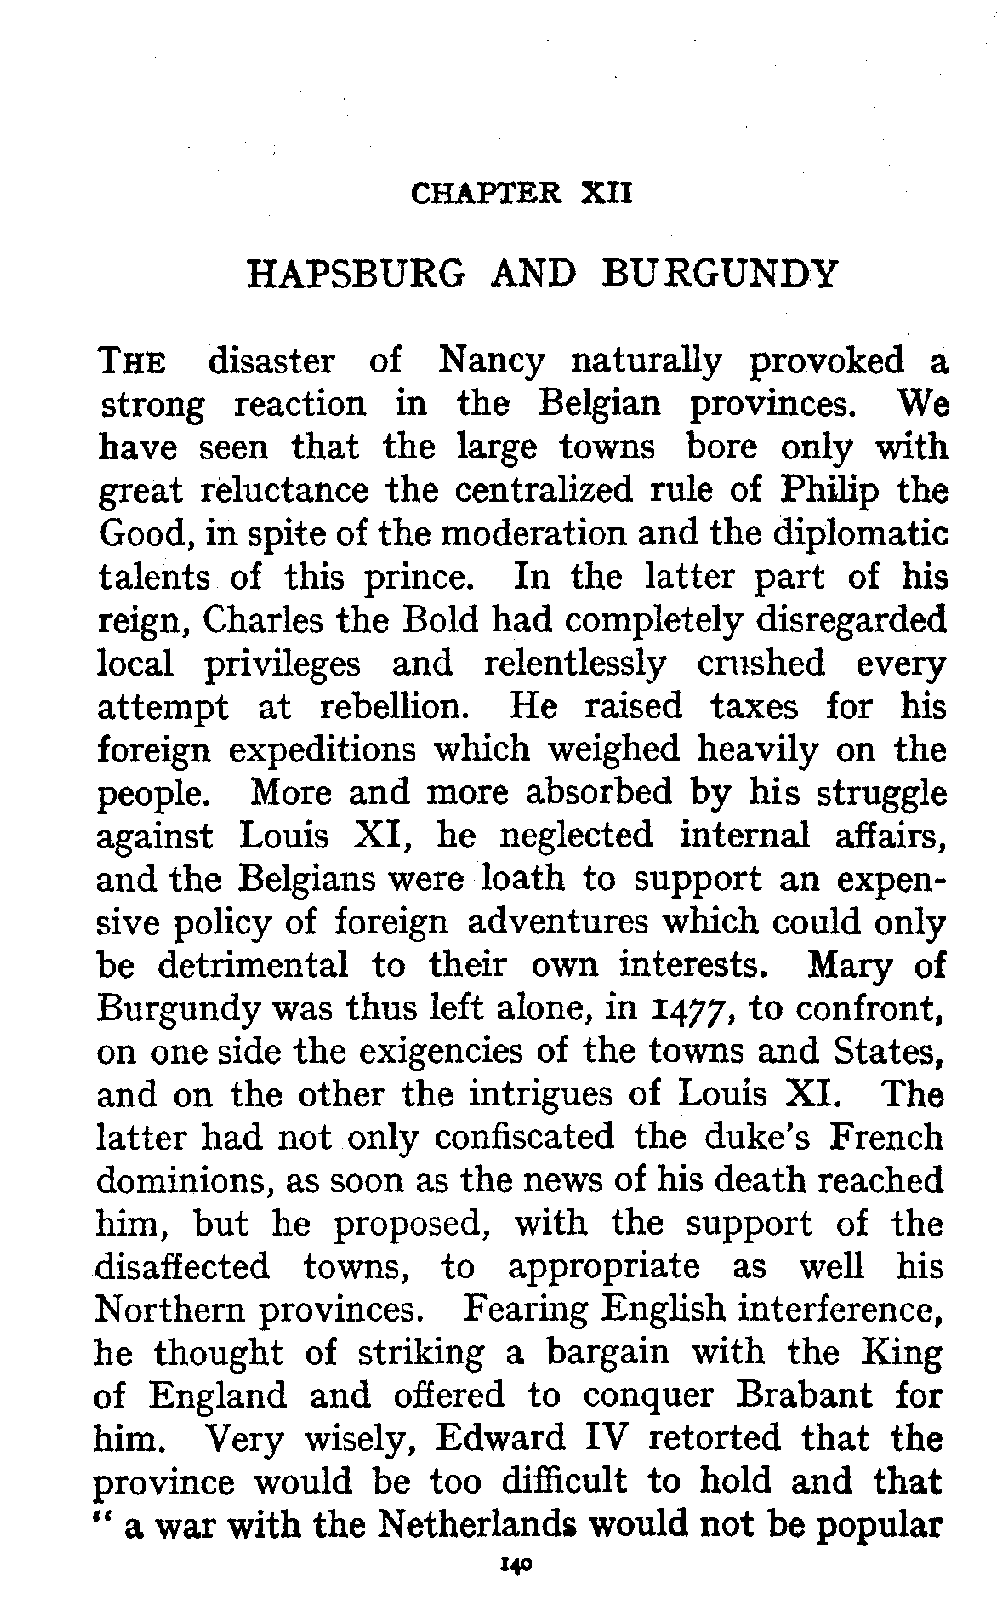 CHAPTER XII
HAPSBURG AND BURGUNDY
THE disaster of Nancy naturally provoked a
strong reaction in the Belgian provinces. We
have seen that the large towns bore only with
great reluctance the centralized rule of Philip the
Good, in spite of the moderation and the diplomatic
talents of this prince. In the latter part of his
reign, Charles the Bold had completely disregarded
local privileges and relentlessly crushed every
attempt at rebellion. He raised taxes for his
foreign expeditions which weighed heavily on the
people. More and more absorbed by his struggle
against Louis XI, he neglected internal affairs,
and the Belgians were loath to support an expen-
sive policy of foreign adventures which could only
be detrimental to their own interests. Mary of
Burgundy was thus left alone, in 1477, to confront,
on one side the exigencies of the towns and States,
and on the other the intrigues of Louis XI. The
latter had not only confiscated the duke's French
dominions, as soon as the news of his death reached
him, but he proposed, with the support of the
disaffected towns, to appropriate as well his
Northern provinces. Fearing English interference,
he thought of striking a bargain with the King
of England and offered to conquer Brabant for
him. Very wisely, Edward IV retorted that the
province would be too difficult to hold and that
“ a war with the Netherlands would not be popular
140